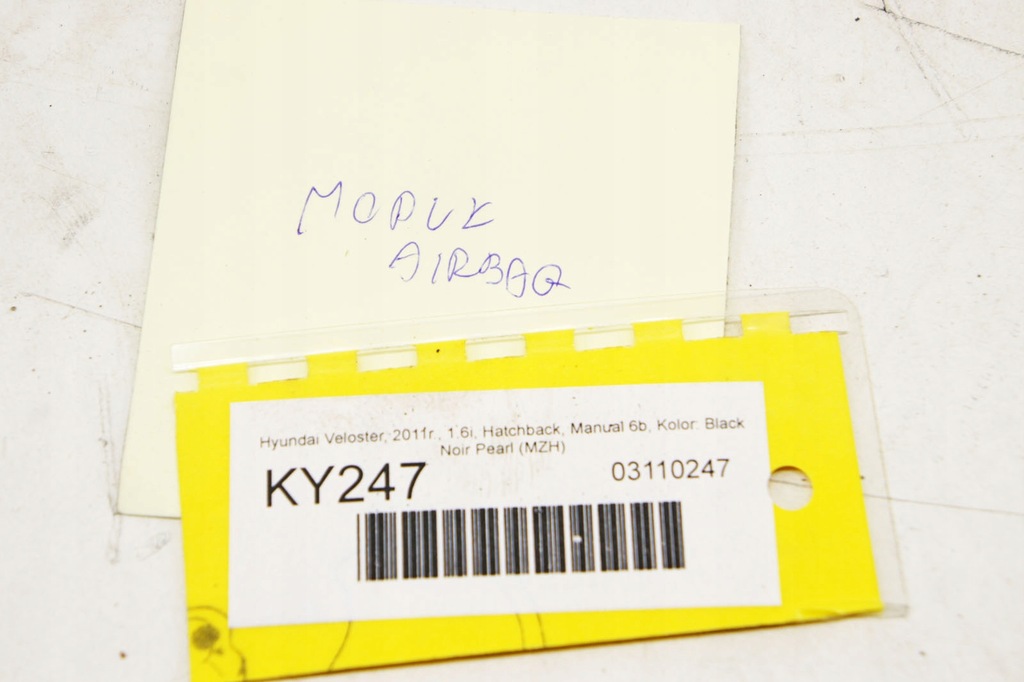 MODUŁ
AIRBAG
Hyundai Veloster, 2011r., 1.6i, Hatchback, Manual 6b, Kolor: Black
Noir Pearl (MZH)
KY247 03110247